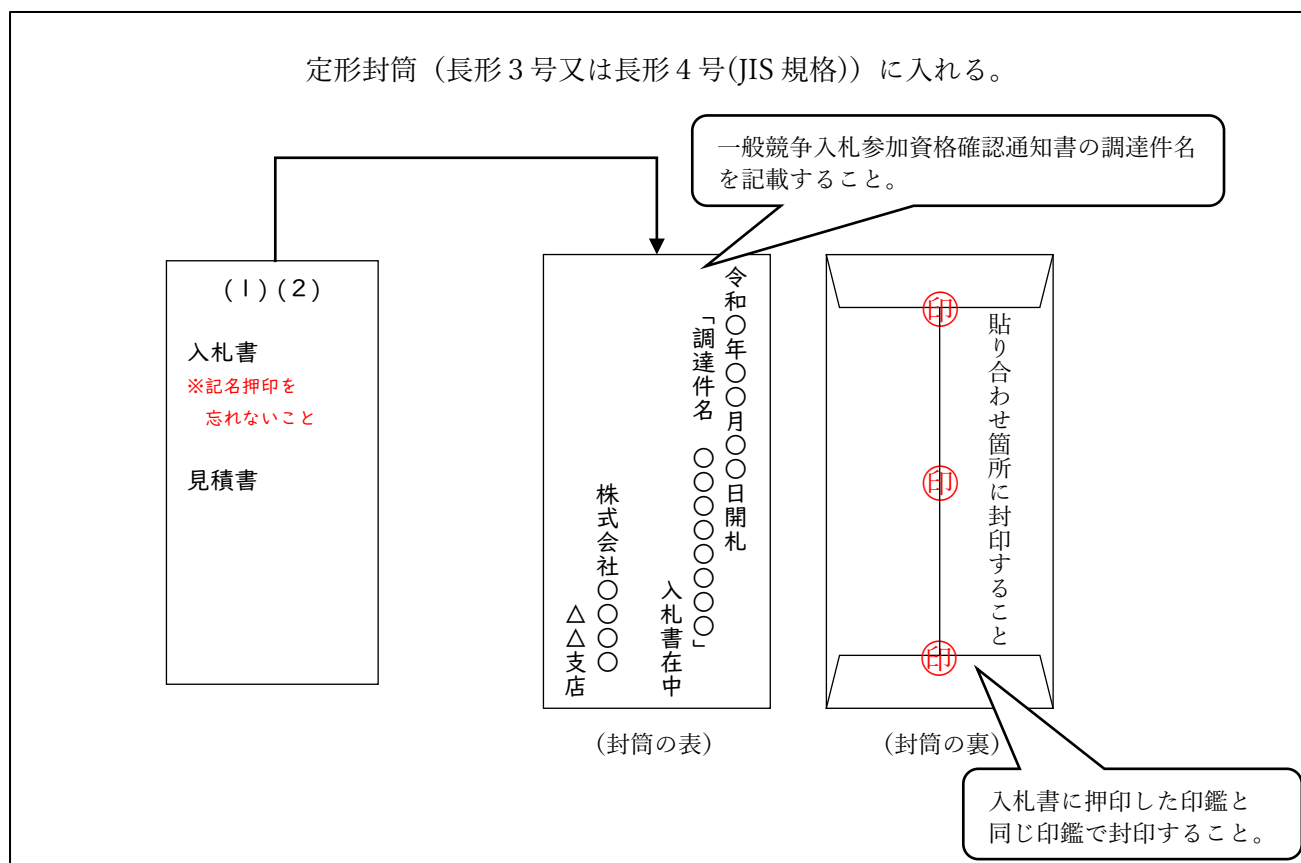 定形封筒（長形３号又は長形４号(JIS 規格)）に入れる。
一般競争入札参加資格確認通知書の調達件名
を記載すること。
(１)(２)
入札書
※記名押印を
忘れないこと
見積書
令和〇年〇〇月〇〇日開札
「調達件名　〇〇〇〇〇〇〇〇」
入札書在中
株式会社〇〇〇〇
△△支店
（封筒の表）
貼り合わせ箇所に封印すること
印
印
印
（封筒の裏）
入札書に押印した印鑑と
同じ印鑑で封印すること。